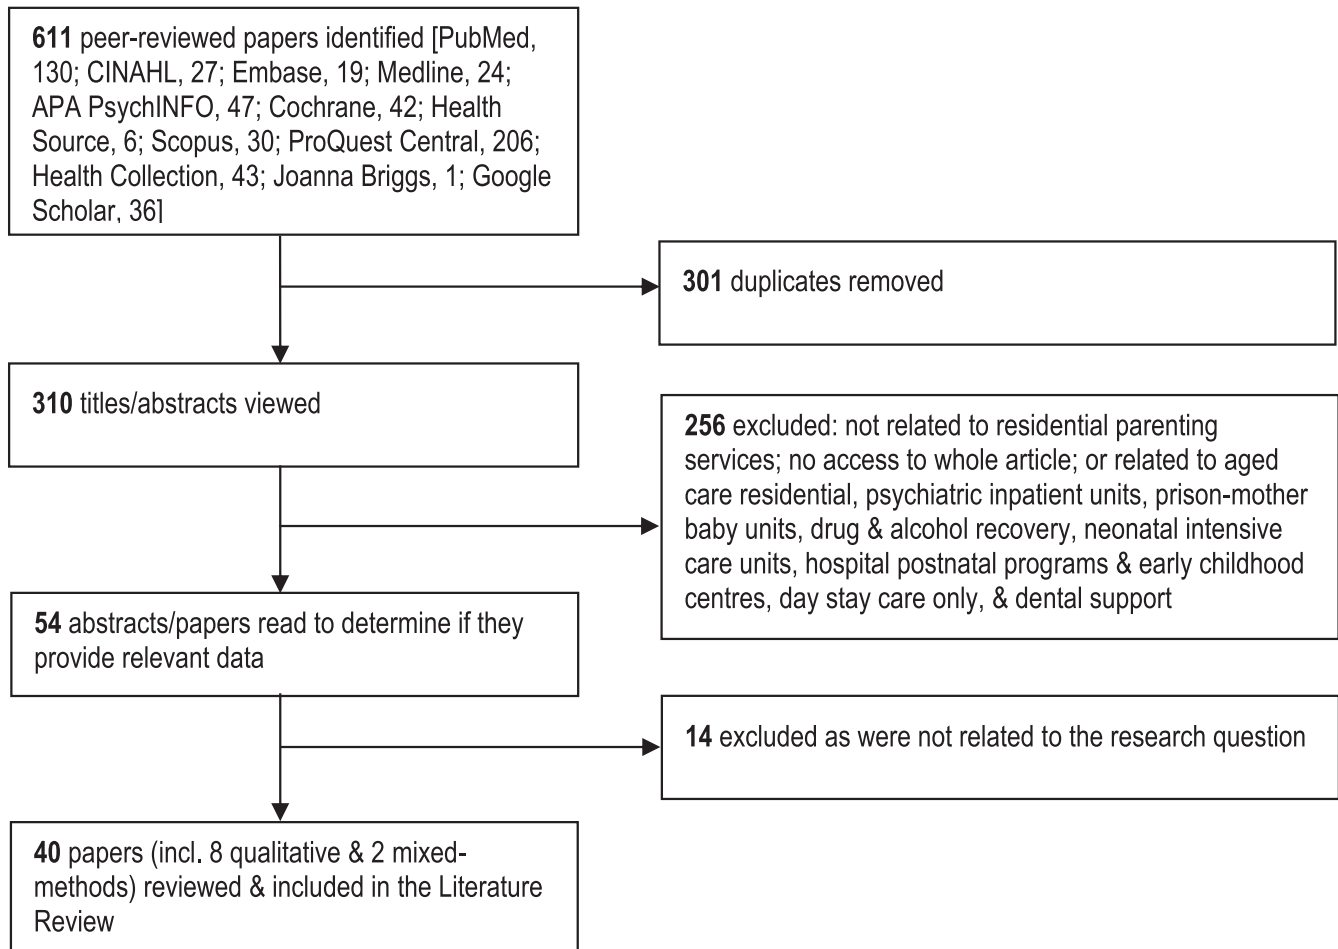 611 peer-reviewed papers identified [PubMed,
130; CINAHL, 27; Embase, 19; Medline, 24;
APA PsychINFO, 47; Cochrane, 42; Health
Source, 6; Scopus, 30; ProQuest Central, 206;
Health Collection, 43; Joanna Briggs, 1; Google
Scholar, 36]
301 duplicates removed
310 titles/abstracts viewed
256 excluded: not related to residential parenting
services; no access to whole article; or related to aged
care residential, psychiatric inpatient units, prison-mother
baby units, drug & alcohol recovery, neonatal intensive
care units, hospital postnatal programs & early childhood
centres, day stay care only, & dental support
54 abstracts/papers read to determine if they
provide relevant data
14 excluded as were not related to the research question
40 papers (incl. 8 qualitative & 2 mixed-
methods) reviewed & included in the Literature
Review